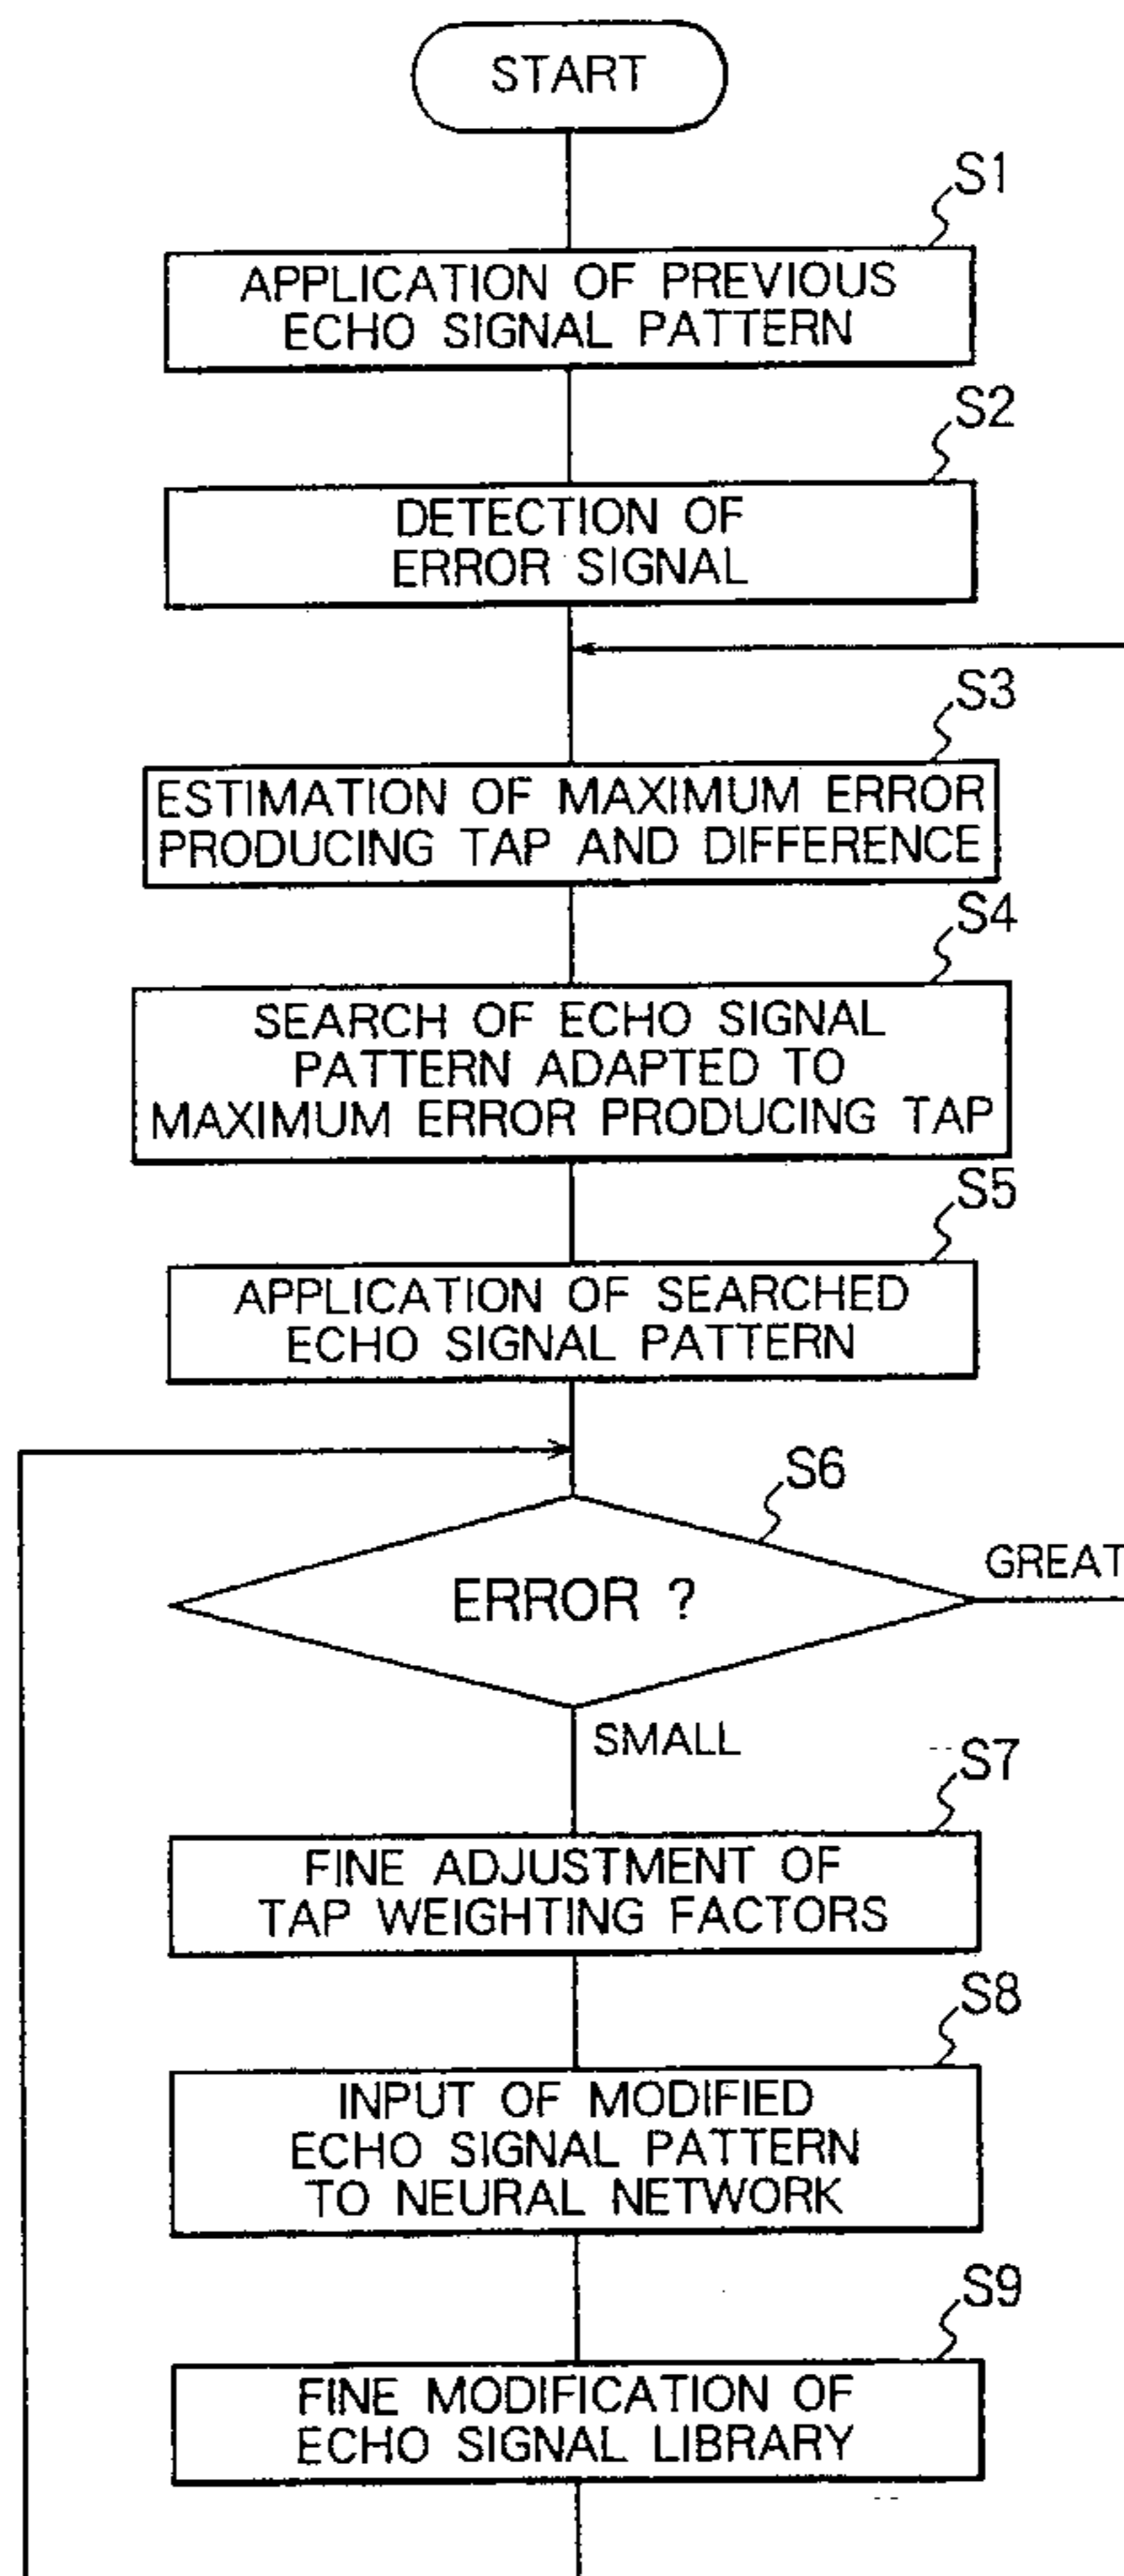 START
S1
APPLICATION OF PREVIOUS
ECHO SIGNAL PATTERN
S2
DETECTION OF
ERROR SIGNAL
S3
ESTIMATION OF MAXIMUM ERROR
PRODUCING TAP AND DIFFERENCE
S4
SEARCH OF ECHO SIGNAL
PATTERN ADAPTED TO
MAXIMUM ERROR PRODUCING TAP
S5
APPLICATION OF SEARCHED
ECHO SIGNAL PATTERN
S6
ERROR ?
GREAT
SMALL
S7
FINE ADJUSTMENT OF
TAP WEIGHTING FACTORS
S8
INPUT OF MODIFIED
ECHO SIGNAL PATTERN
TO NEURAL NETWORK
S9
FINE MODIFICATION OF
ECHO SIGNAL LIBRARY